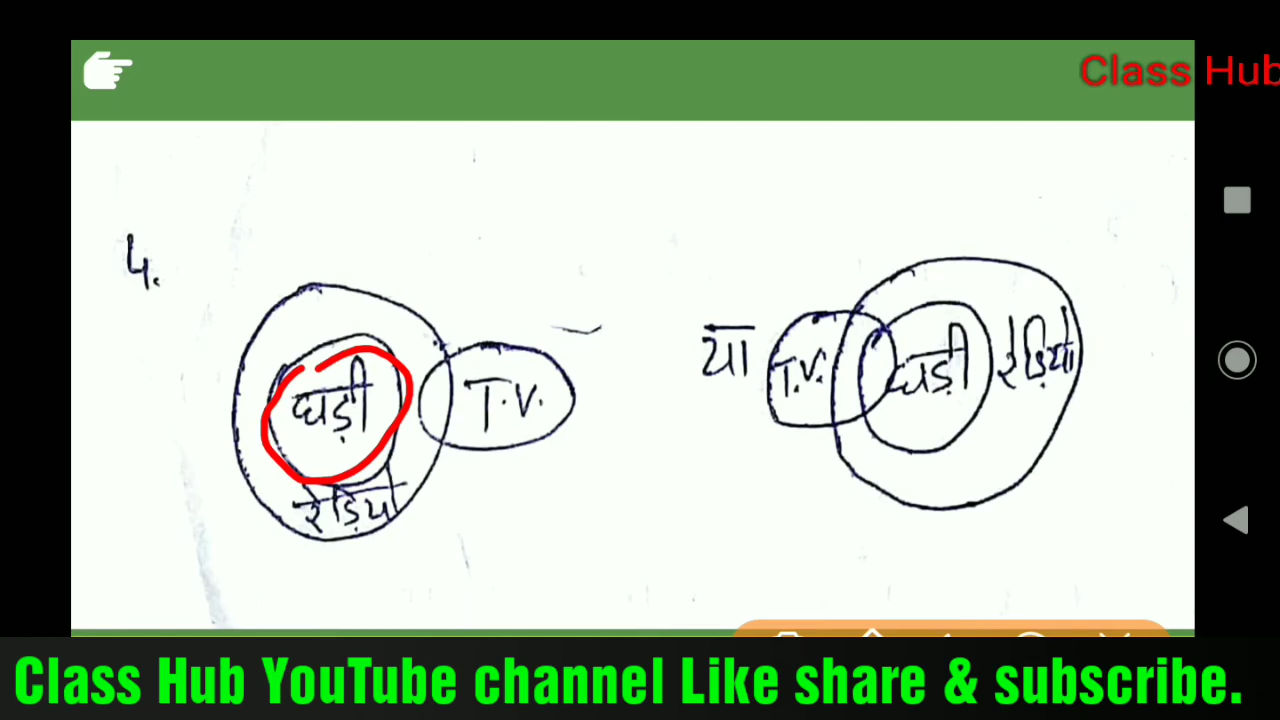 Class Hub
4.
घड़ी
रेड़ियो
T.V.
या
T.V.
घड़ी
रेड़ियो
Class Hub YouTube channel Like share & subscribe.